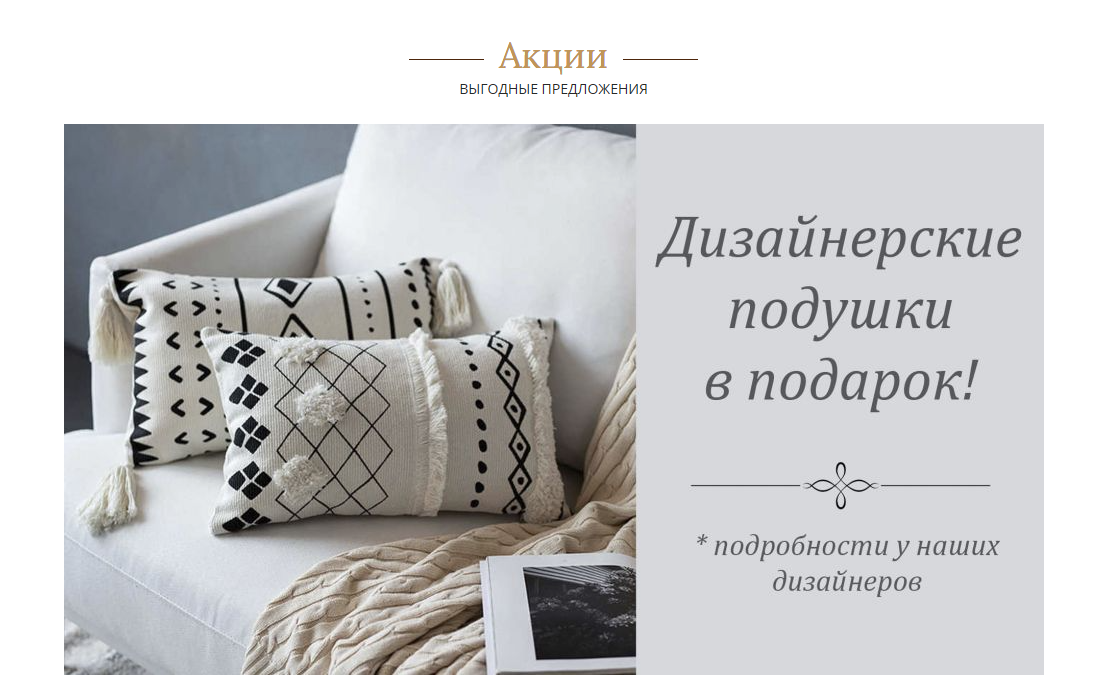 Акции
ВЫГОДНЫЕ ПРЕДЛОЖЕНИЯ
Дизайнерские
подушки
в подарок!
* подробности у наших
дизайнеров